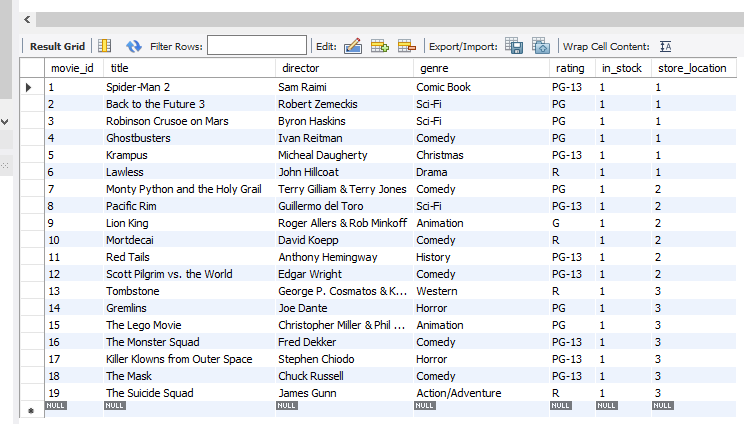 Result Grid Filter Rows: Edit: Export/Import: Wrap Cell Content:
movie_id title director genre rating in_stock store_location
1 Spider-Man 2 Sam Raimi Comic Book PG-13 1 1
2 Back to the Future 3 Robert Zemeckis Sci-Fi PG 1 1
3 Robinson Crusoe on Mars Byron Haskins Sci-Fi PG 1 1
4 Ghostbusters Ivan Reitman Comedy PG 1 1
5 Krampus Micheal Daugherty Christmas PG-13 1 1
6 Lawless John Hillcoat Drama R 1 1
7 Monty Python and the Holy Grail Terry Gilliam & Terry Jones Comedy PG 1 2
8 Pacific Rim Guillermo del Toro Sci-Fi PG-13 1 2
9 Lion King Roger Allers & Rob Minkoff Animation G 1 2
10 Mortdecai David Koepp Comedy R 1 2
11 Red Tails Anthony Hemingway History PG-13 1 2
12 Scott Pilgrim vs. the World Edgar Wright Comedy PG-13 1 2
13 Tombstone George P. Cosmatos & K... Western R 1 3
14 Gremlins Joe Dante Horror PG 1 3
15 The Lego Movie Christopher Miller & Phil ... Animation PG 1 3
16 The Monster Squad Fred Dekker Comedy PG-13 1 3
17 Killer Klowns from Outer Space Stephen Chiodo Horror PG-13 1 3
18 The Mask Chuck Russell Comedy PG-13 1 3
19 The Suicide Squad James Gunn Action/Adventure R 1 3
NULL NULL NULL NULL NULL NULL NULL